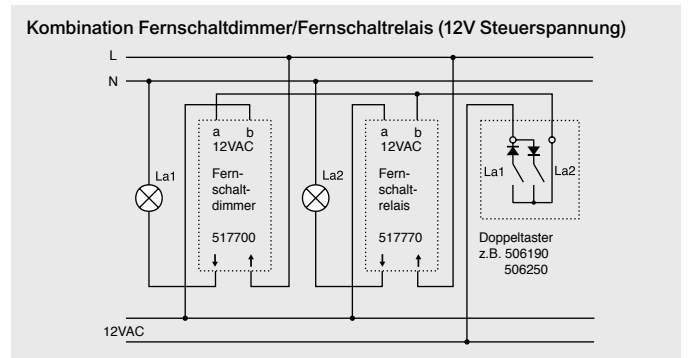 Kombination Fernschaltdimmer/Fernschaltrelais (12V Steuerspannung)
L
N
a b
12VAC
Fern-
schalt-
dimmer
517700
La1
a b
12VAC
Fern-
schalt-
relais
517770
La2
La1 La2
Doppeltaster
z.B. 506190
506250
12VAC